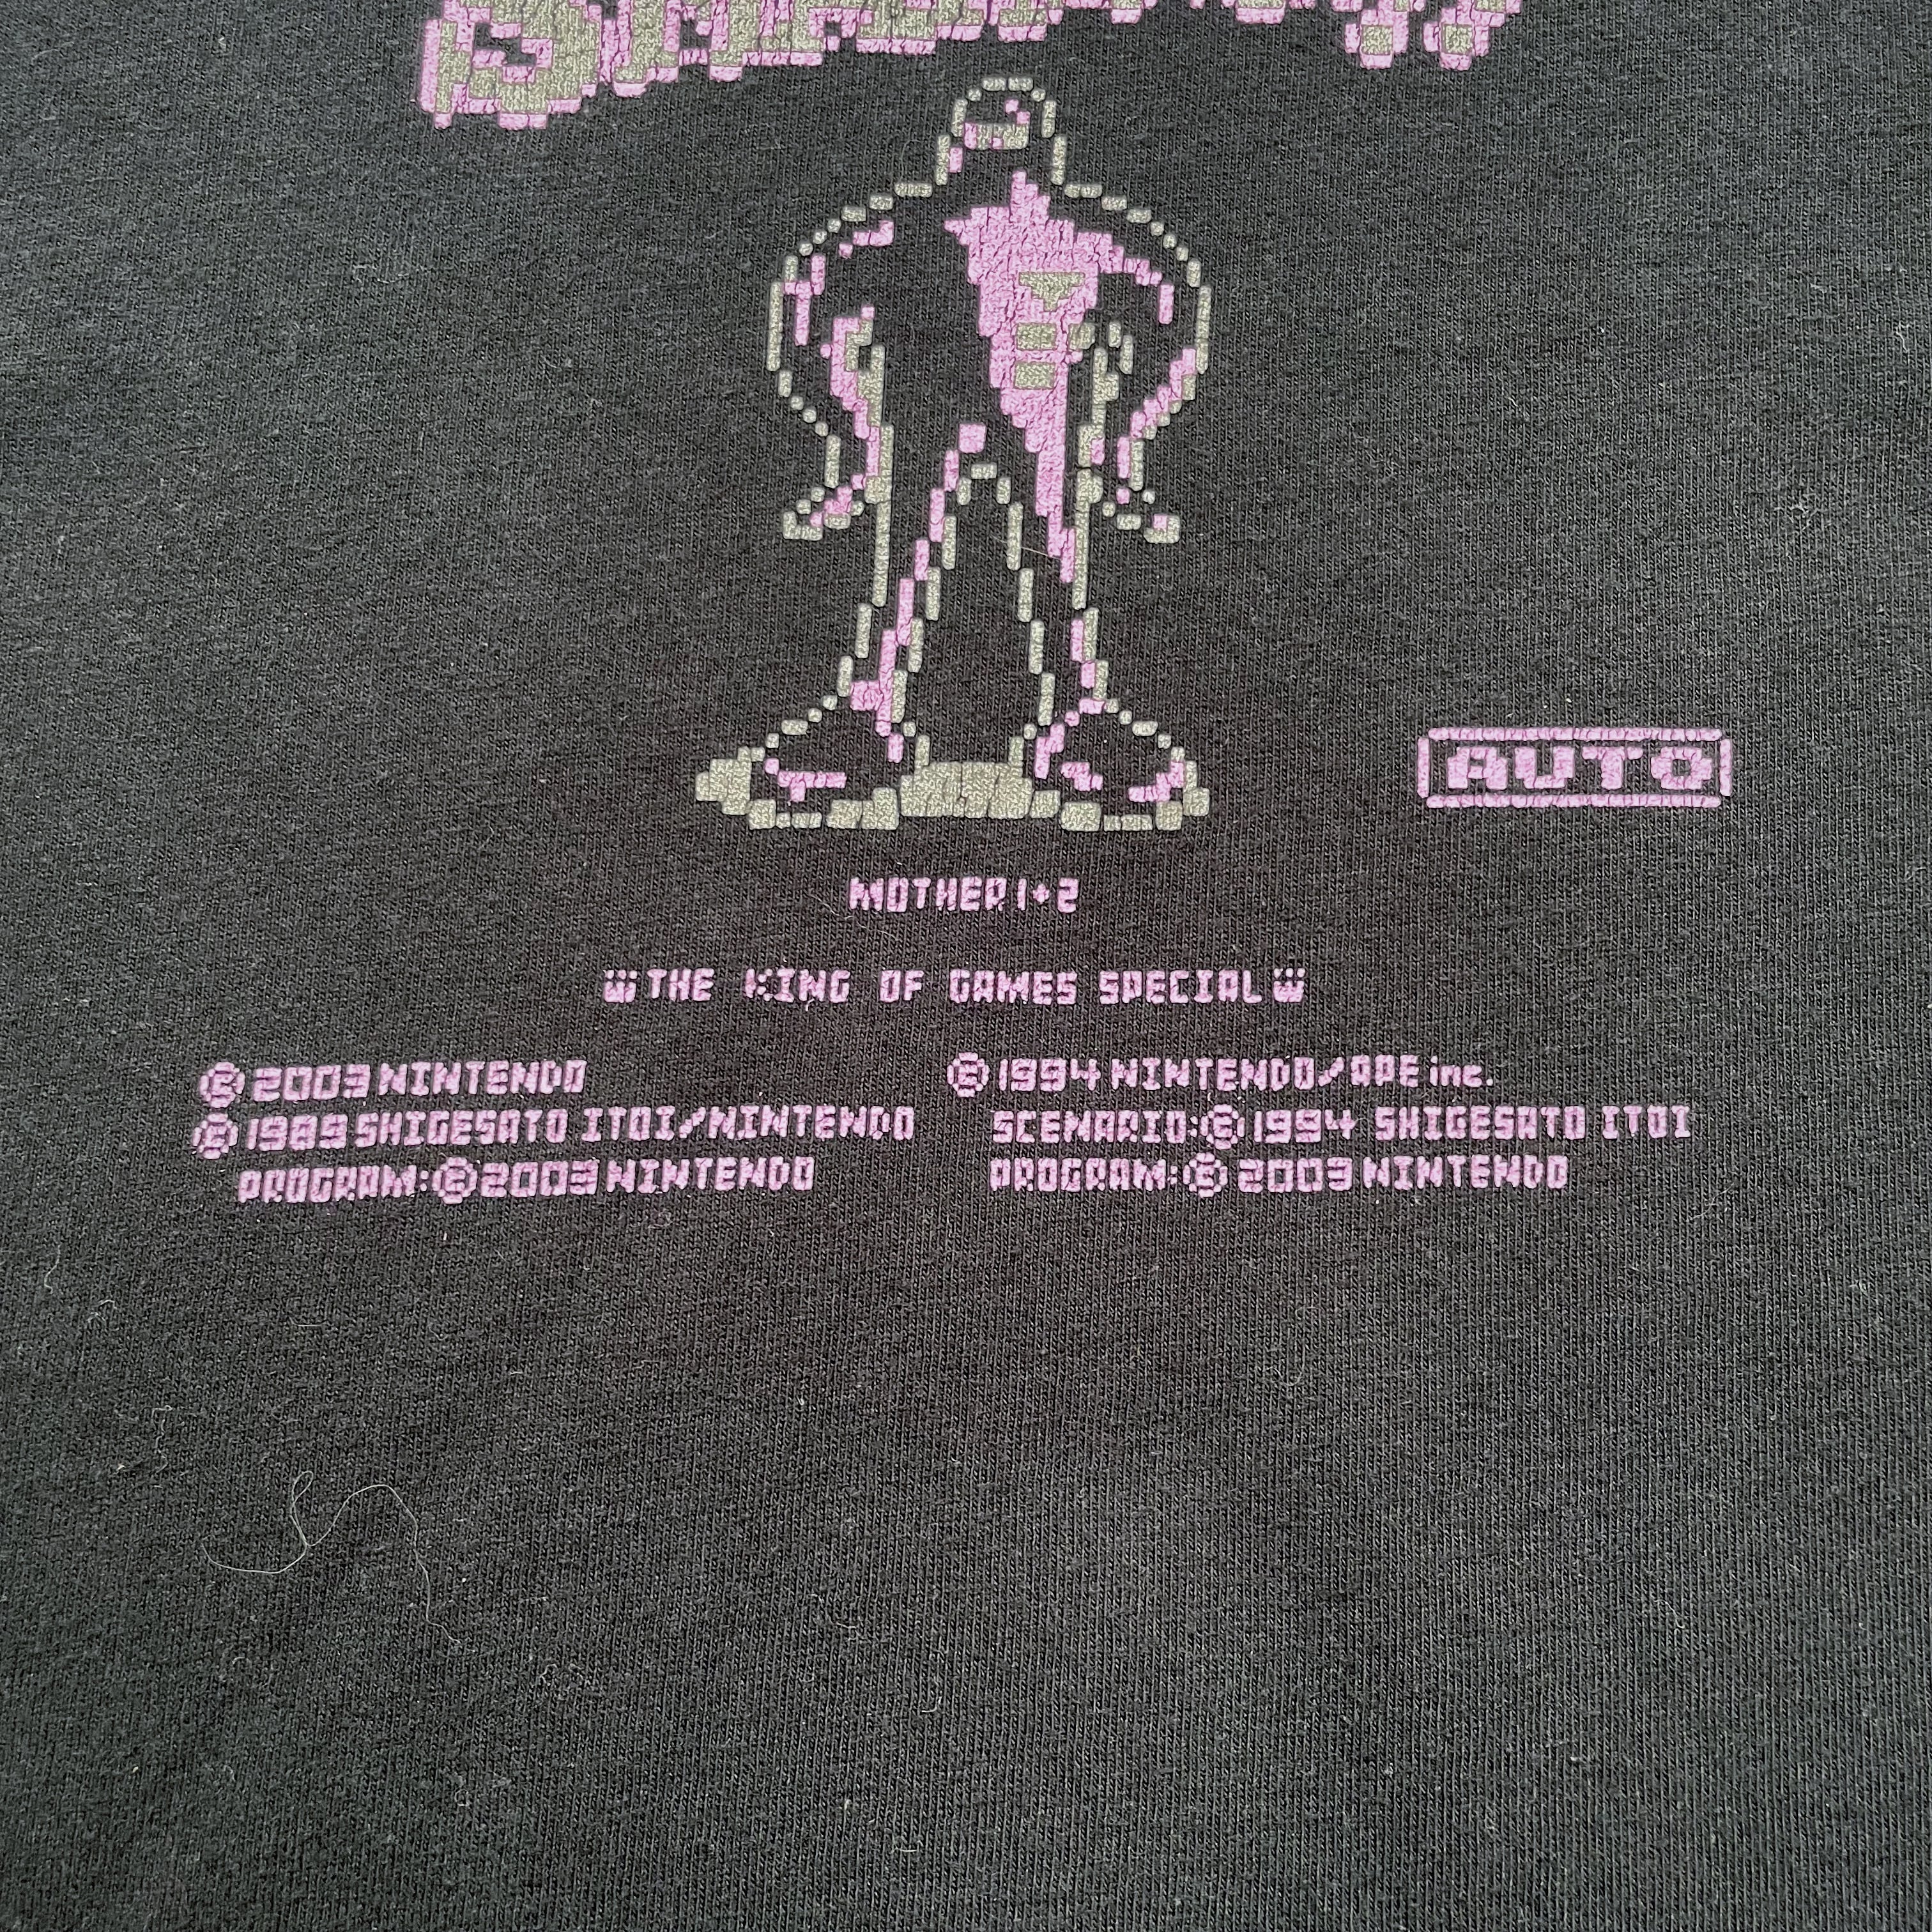 AUTO
MOTHER 1+2
THE KING OF GAMES SPECIAL
© 2003 NINTENDO
© 1989 SHIGESATO ITOI/NINTENDO
PROGRAM:© 2003 NINTENDO
© 1994 NINTENDO/APE inc.
SCENARIO:© 1994 SHIGESATO ITOI
PROGRAM:© 2003 NINTENDO